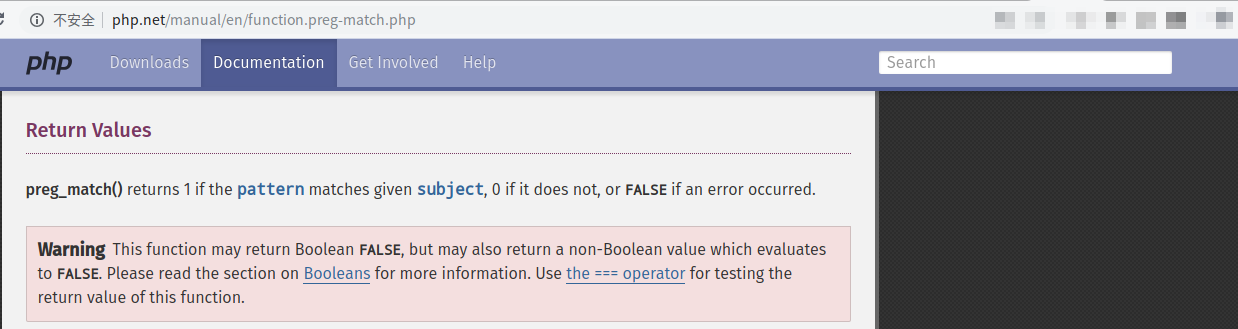 不安全 php.net/manual/en/function.preg-match.php
php Downloads Documentation Get Involved Help Search
Return Values
preg_match() returns 1 if the pattern matches given subject, 0 if it does not, or FALSE if an error occurred.
Warning This function may return Boolean FALSE, but may also return a non-Boolean value which evaluates
to FALSE. Please read the section on Booleans for more information. Use the === operator for testing the
return value of this function.